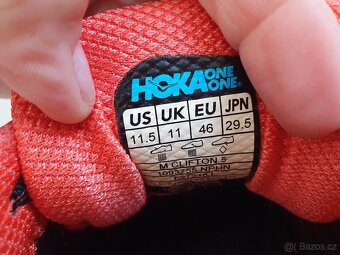 HOKA ONE ONE
US UK EU JPN
11.5 11 46 29.5
M CLIFTON 5
Bazos.cz